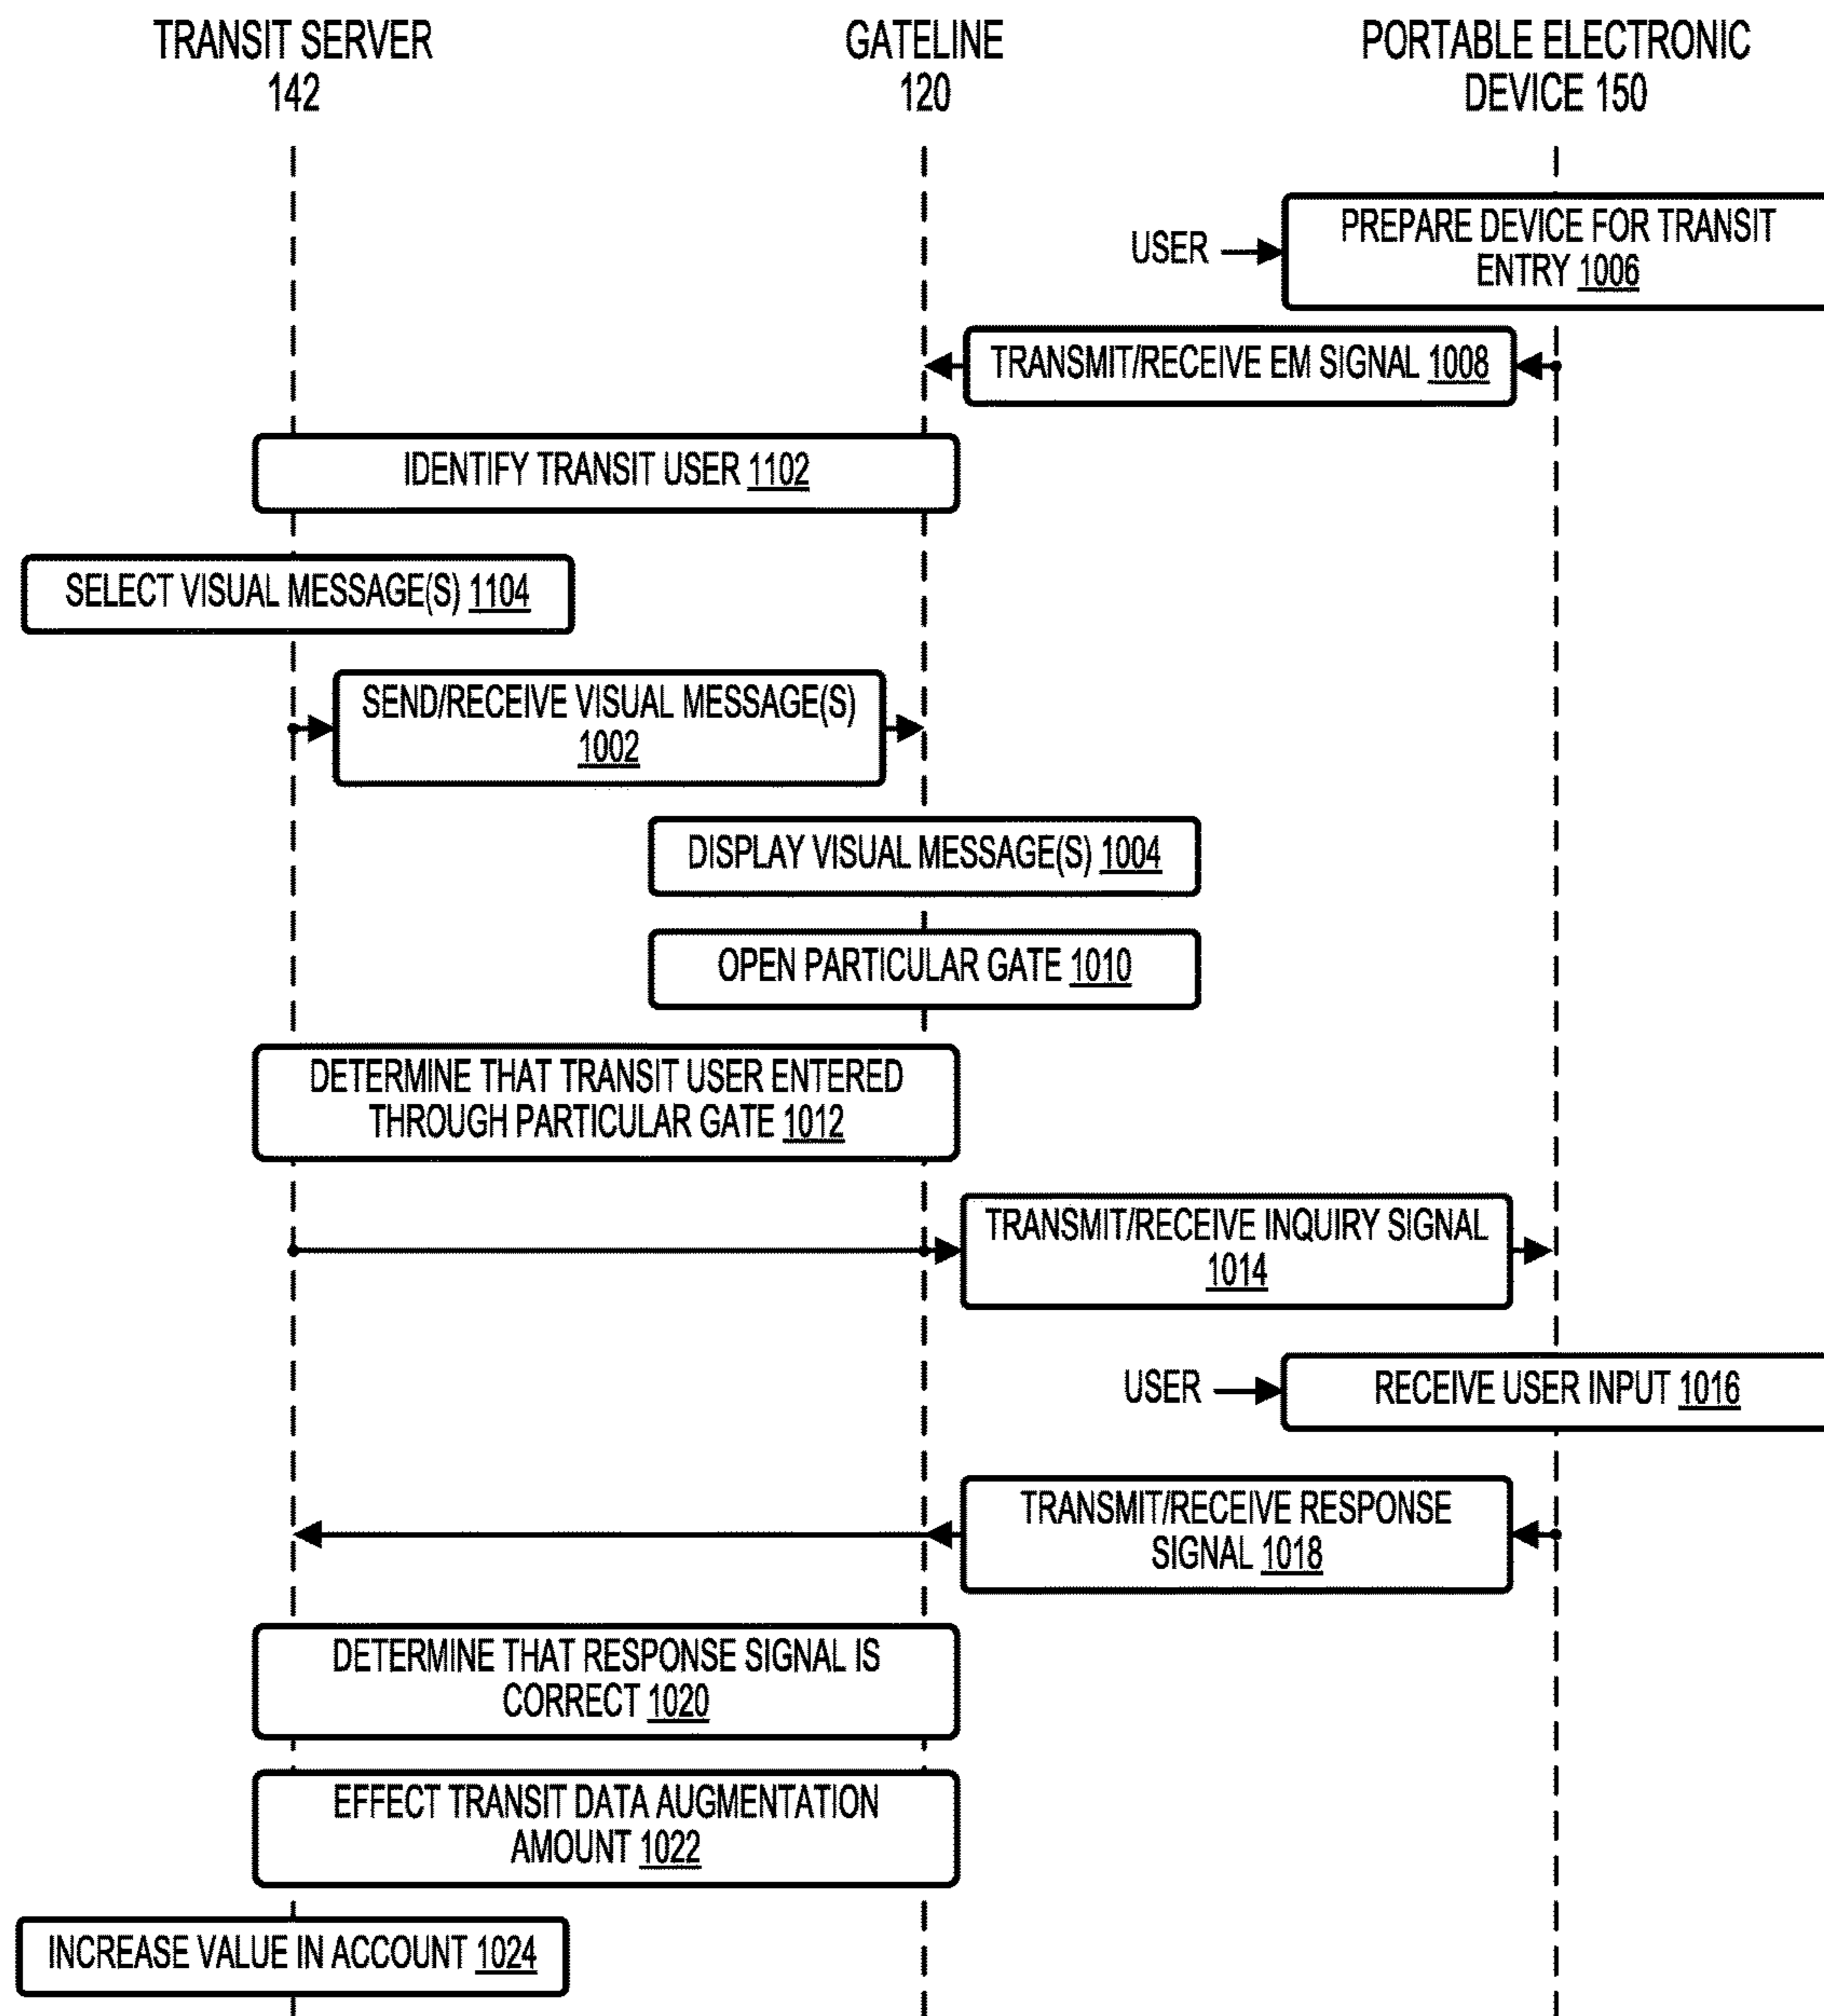 TRANSIT SERVER
142
GATELINE
120
PORTABLE ELECTRONIC
DEVICE 150
USER
PREPARE DEVICE FOR TRANSIT
ENTRY 1006
TRANSMIT/RECEIVE EM SIGNAL 1008
IDENTIFY TRANSIT USER 1102
SELECT VISUAL MESSAGE(S) 1104
SEND/RECEIVE VISUAL MESSAGE(S)
1002
DISPLAY VISUAL MESSAGE(S) 1004
OPEN PARTICULAR GATE 1010
DETERMINE THAT TRANSIT USER ENTERED
THROUGH PARTICULAR GATE 1012
TRANSMIT/RECEIVE INQUIRY SIGNAL
1014
USER
RECEIVE USER INPUT 1016
TRANSMIT/RECEIVE RESPONSE
SIGNAL 1018
DETERMINE THAT RESPONSE SIGNAL IS
CORRECT 1020
EFFECT TRANSIT DATA AUGMENTATION
AMOUNT 1022
INCREASE VALUE IN ACCOUNT 1024